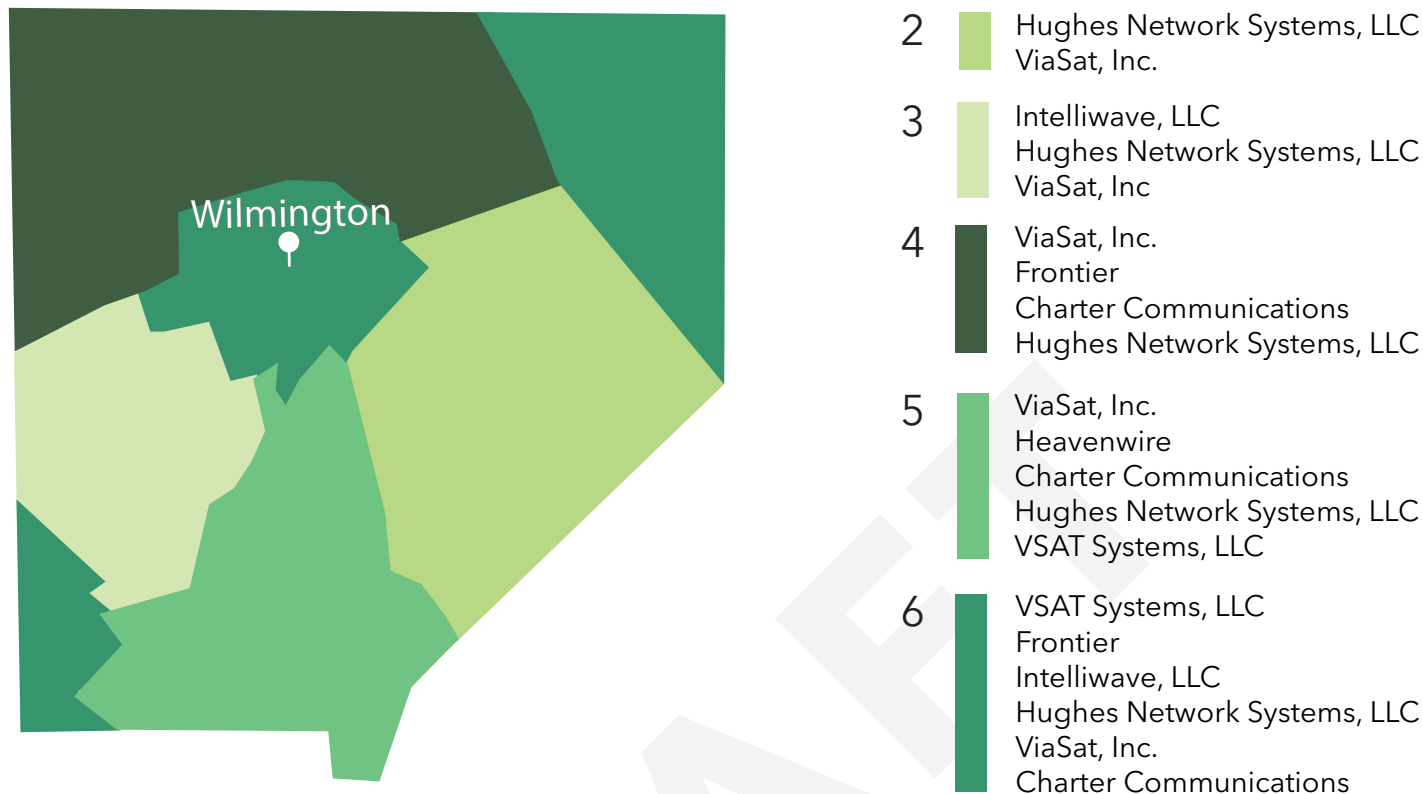 Wilmington
2
Hughes Network Systems, LLC
ViaSat, Inc.
3
Intelliwave, LLC
Hughes Network Systems, LLC
ViaSat, Inc
4
ViaSat, Inc.
Frontier
Charter Communications
Hughes Network Systems, LLC
5
ViaSat, Inc.
Heavenwire
Charter Communications
Hughes Network Systems, LLC
VSAT Systems, LLC
6
VSAT Systems, LLC
Frontier
Intelliwave, LLC
Hughes Network Systems, LLC
ViaSat, Inc.
Charter Communications